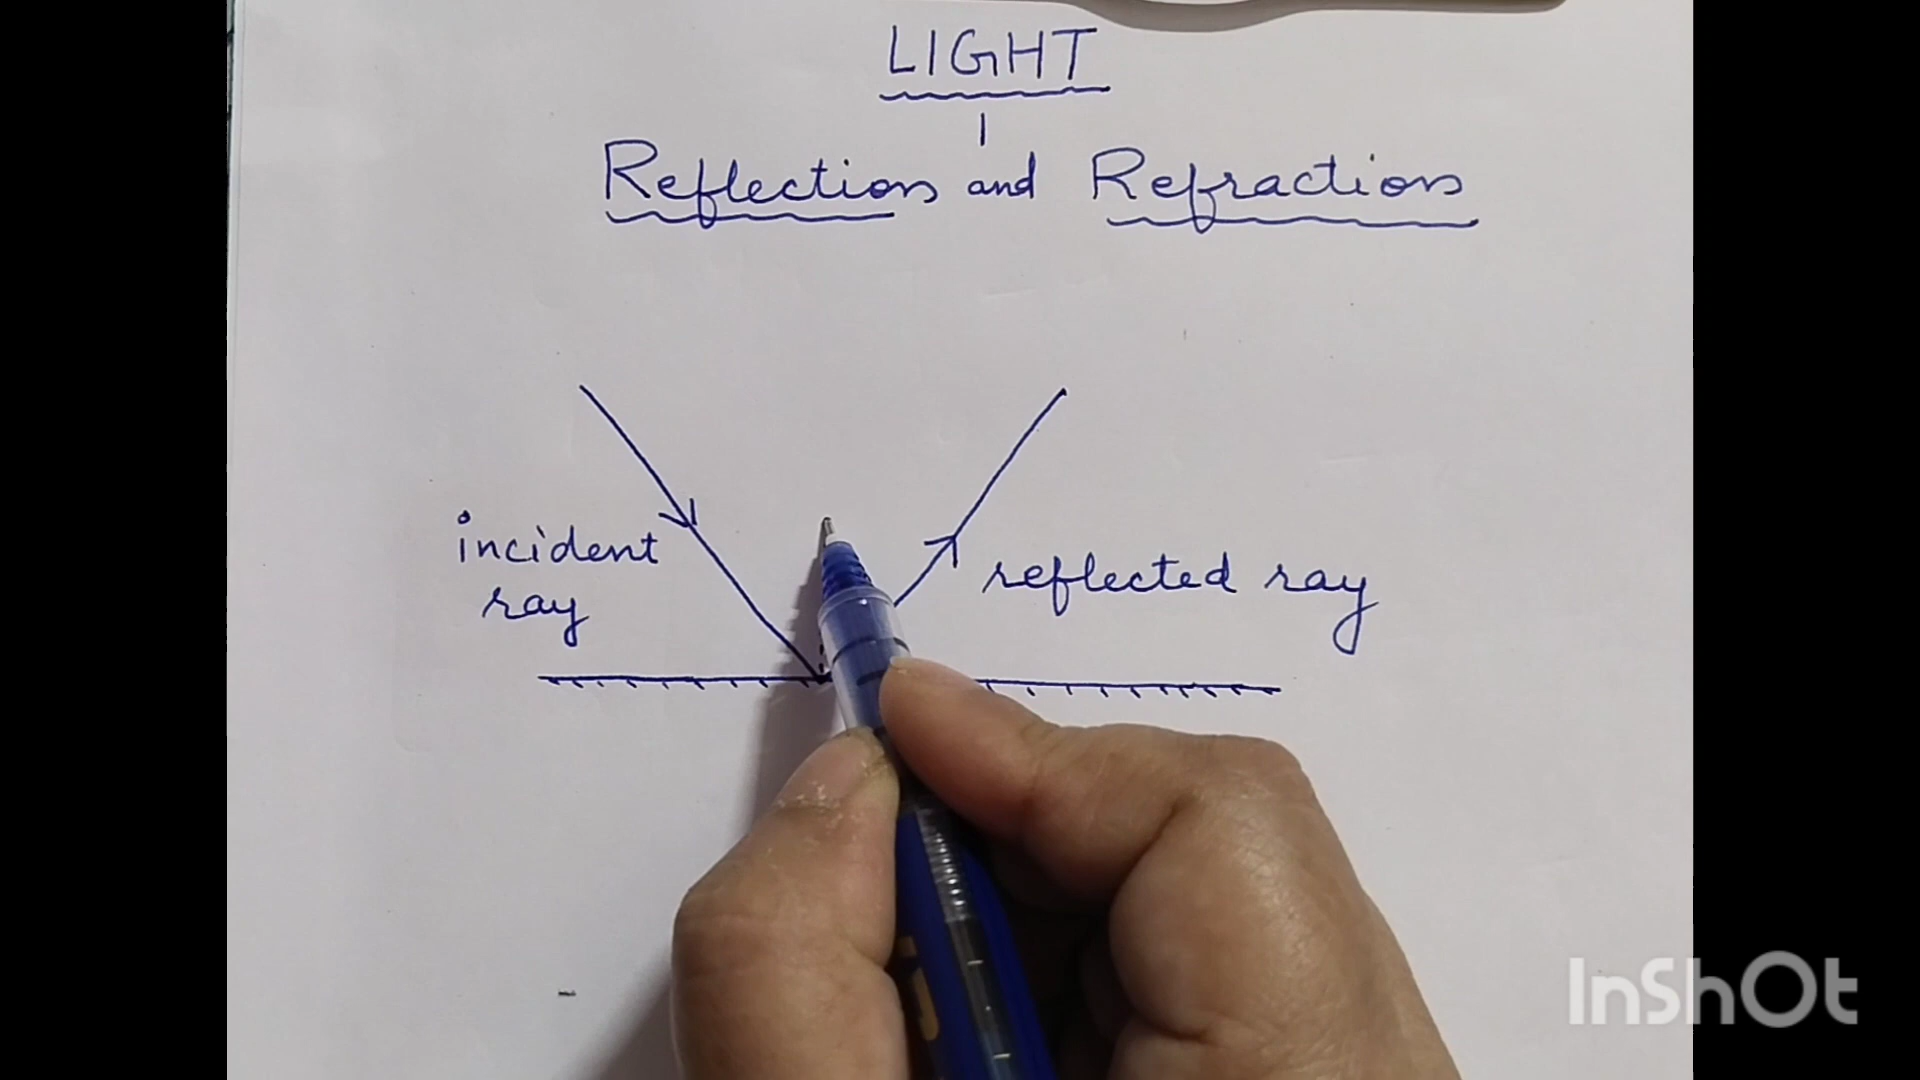 LIGHT
Reflection and Refraction
incident
ray
reflected ray
InShOt